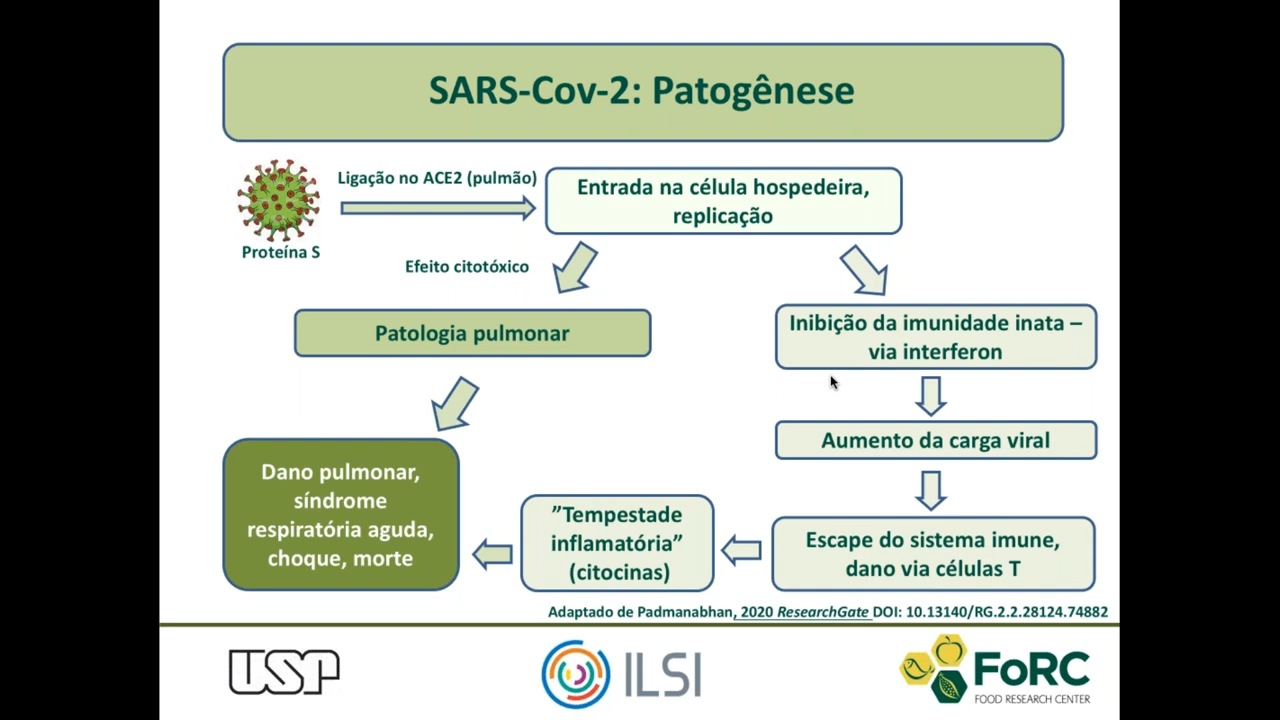 SARS-Cov-2: Patogênese
Ligação no ACE2 (pulmão)
Proteína S
Entrada na célula hospedeira,
replicação
Efeito citotóxico
Patologia pulmonar
Inibição da imunidade inata –
via interferon
Aumento da carga viral
Escape do sistema imune,
dano via células T
”Tempestade
inflamatória”
(citocinas)
Dano pulmonar,
síndrome
respiratória aguda,
choque, morte
Adaptado de Padmanabhan, 2020 ResearchGate DOI: 10.13140/RG.2.2.28124.74882
USP
ILSI
FoRC
FOOD RESEARCH CENTER